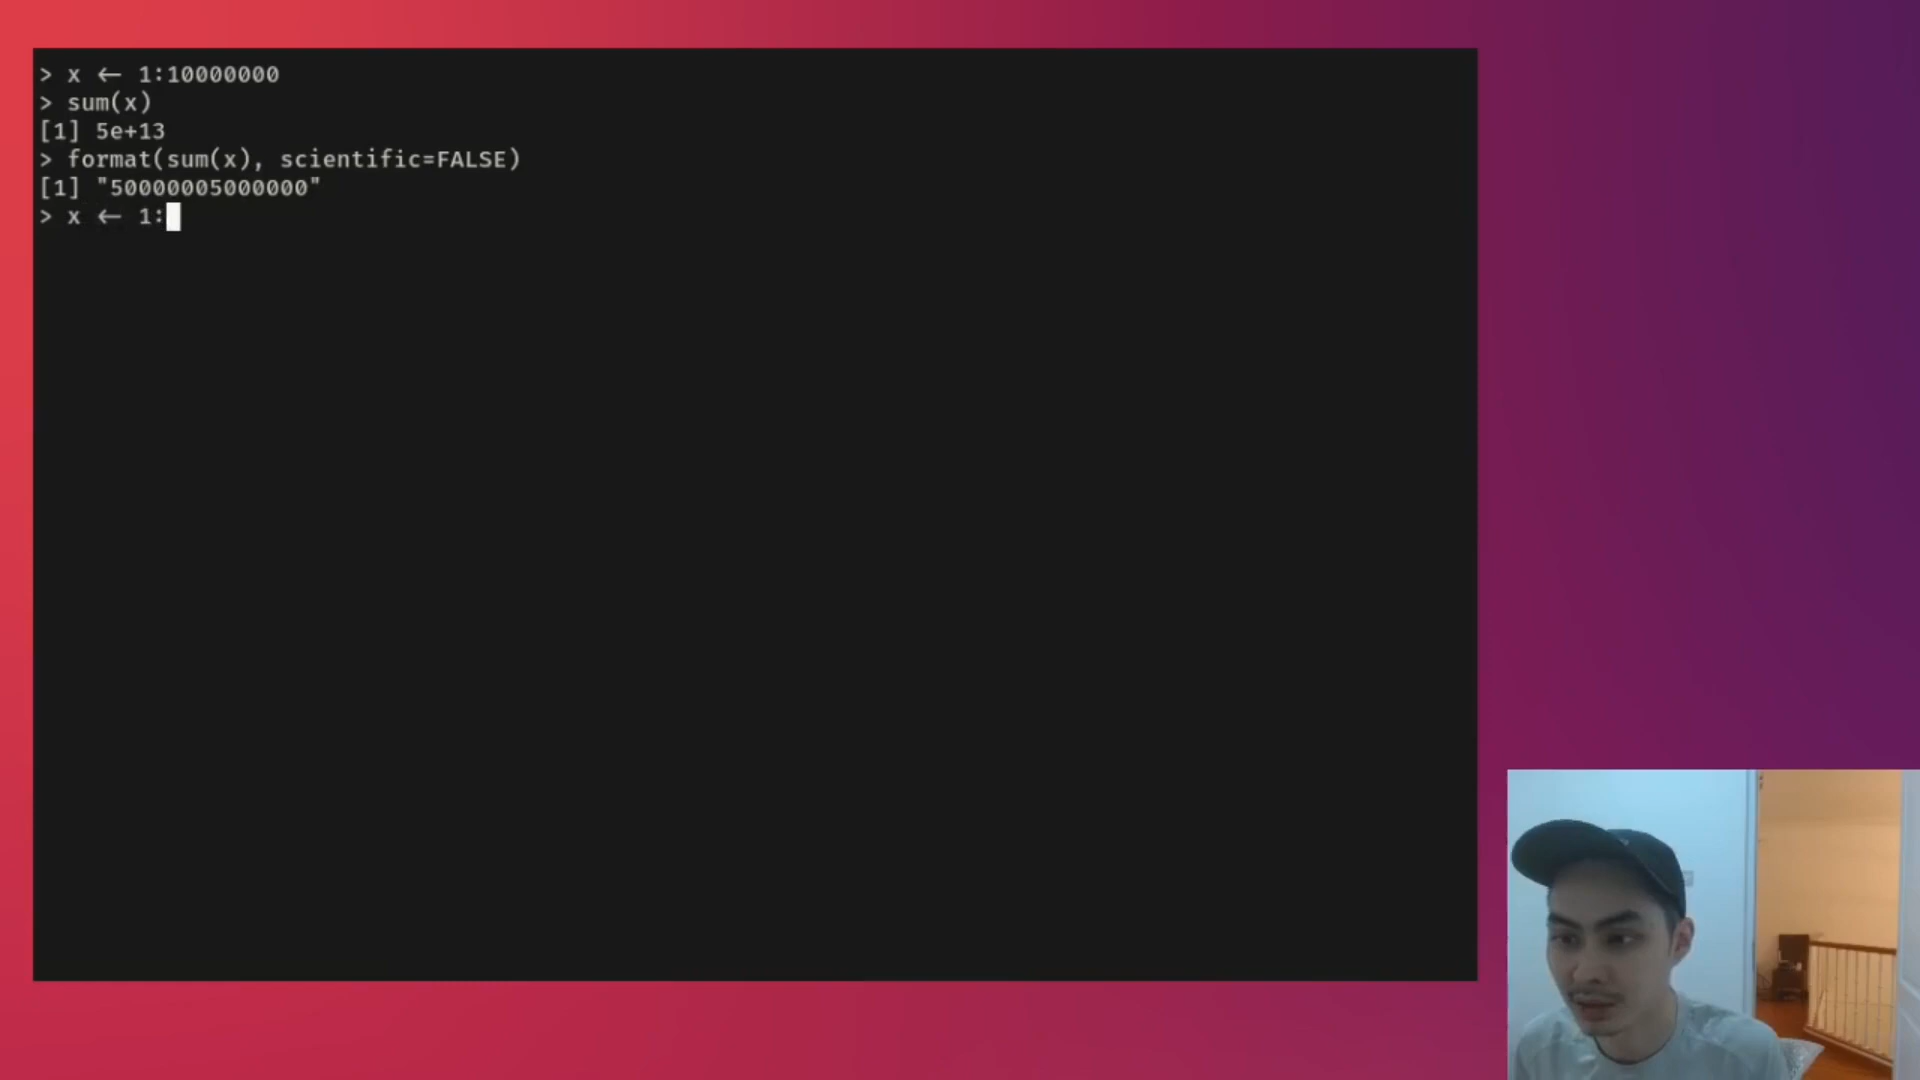 > x <- 1:10000000
> sum(x)
[1] 5e+13
> format(sum(x), scientific=FALSE)
[1] "50000005000000"
> x <- 1: